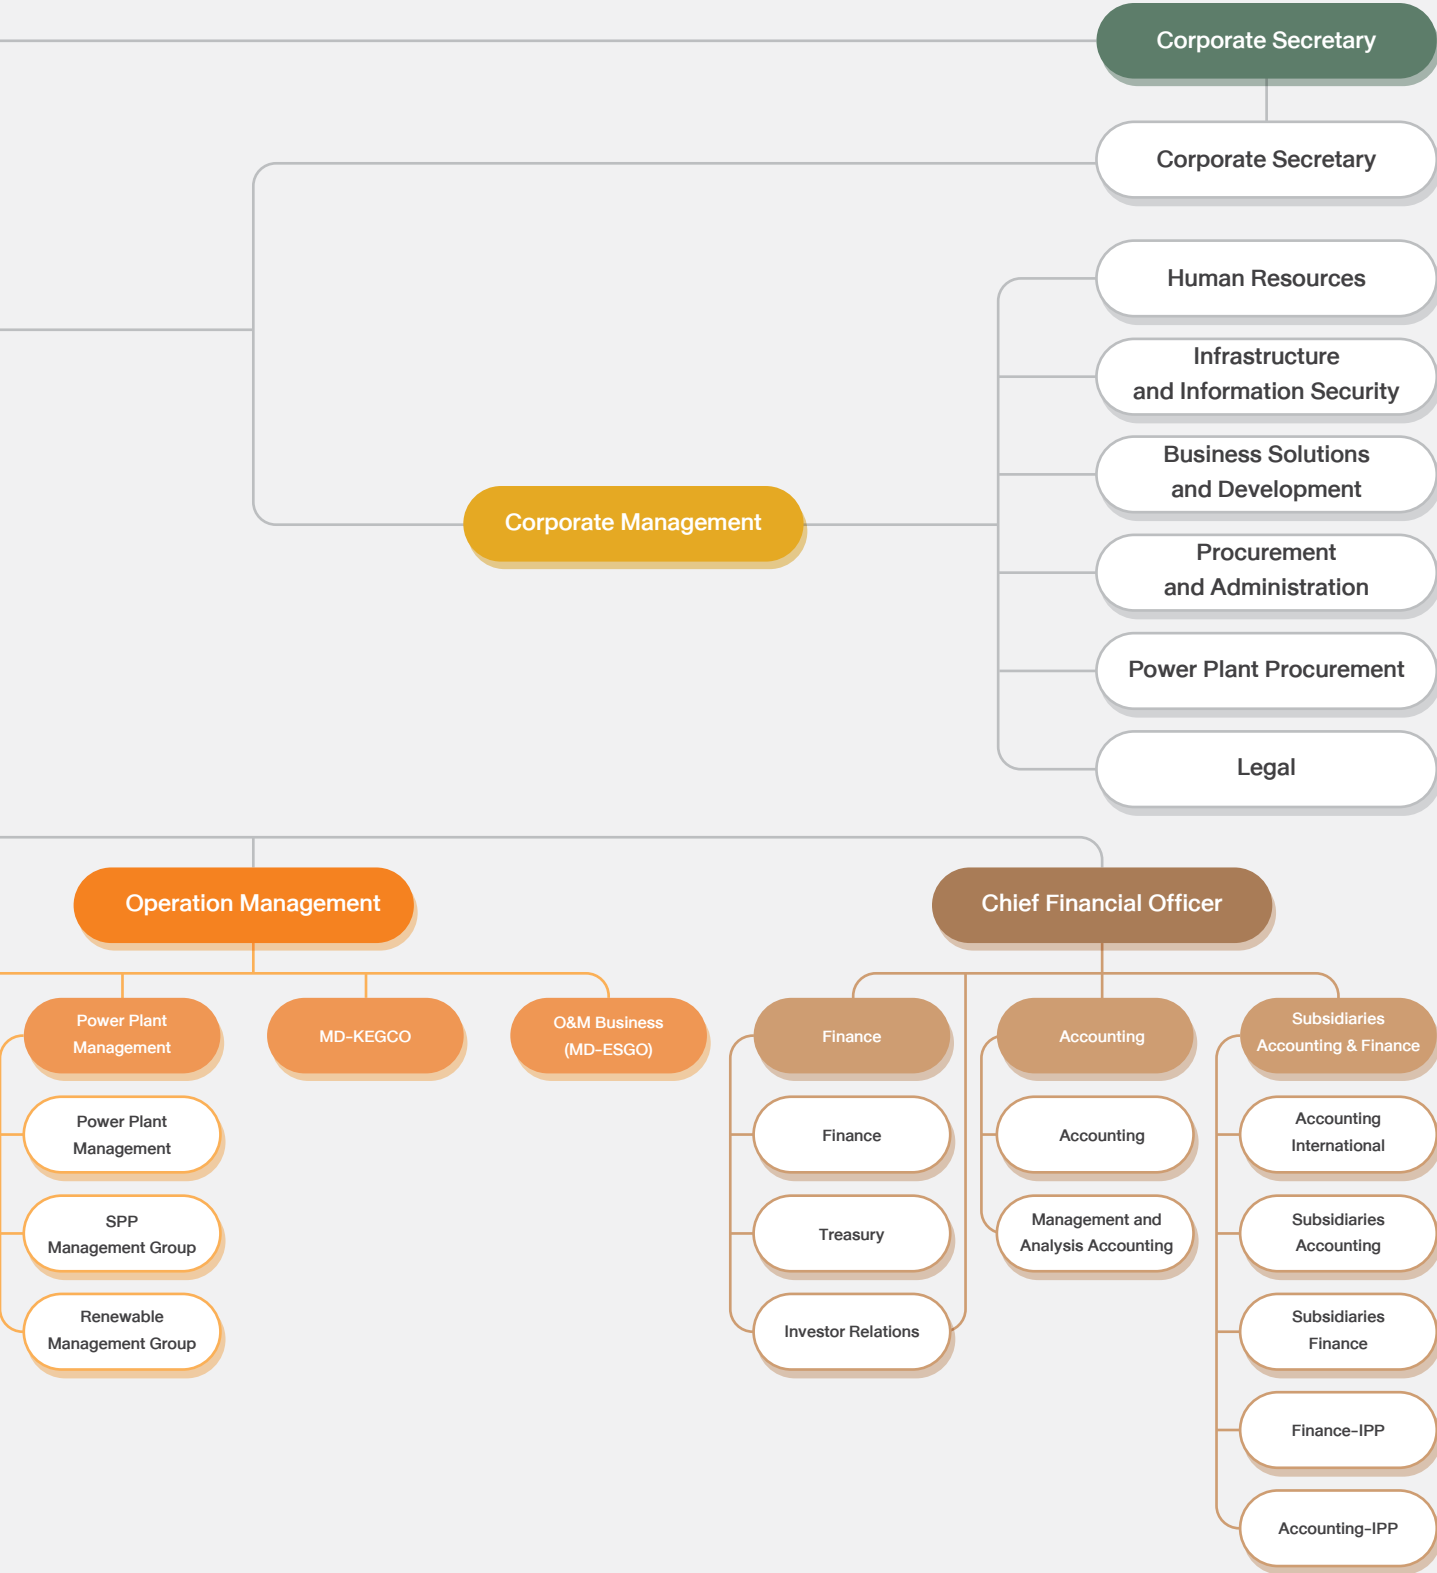 Corporate Secretary
Corporate Secretary
Human Resources
Infrastructure
and Information Security
Business Solutions
and Development
Corporate Management
Procurement
and Administration
Power Plant Procurement
Legal
Operation Management
Chief Financial Officer
Power Plant
Management
MD-KEGCO
O&M Business
(MD-ESGO)
Finance
Accounting
Subsidiaries
Accounting & Finance
Power Plant
Management
Finance
Accounting
Accounting
International
SPP
Management Group
Treasury
Management and
Analysis Accounting
Subsidiaries
Accounting
Renewable
Management Group
Investor Relations
Subsidiaries
Finance
Finance-IPP
Accounting-IPP